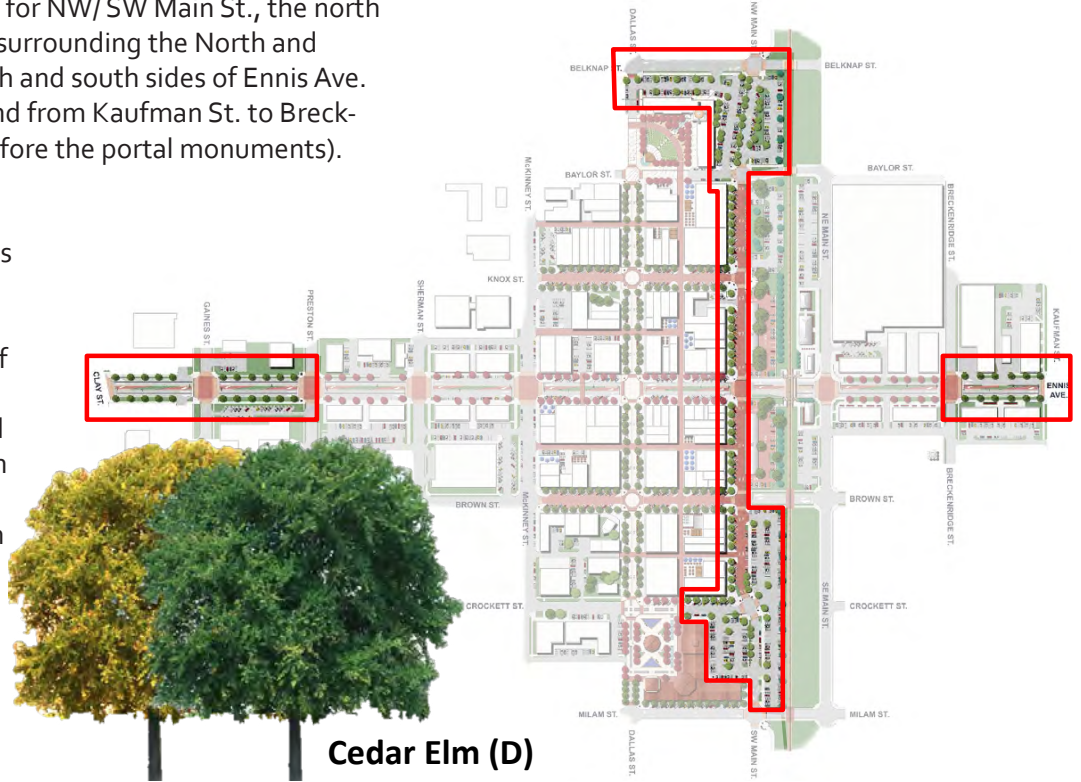 for NW/ SW Main St., the north
surrounding the North and
h and south sides of Ennis Ave.
nd from Kaufman St. to Breck-
fore the portal monuments).
s
f
d
n
n
DALLAS ST.
NW MAIN ST.
BELKNAP ST.
BELKNAP ST.
McKINNEY ST.
BAYLOR ST.
BAYLOR ST.
NE MAIN ST.
BRECKENRIDGE ST.
KNOX ST.
GAINES ST.
PRESTON ST.
SHERMAN ST.
KAUFMAN ST.
CLAY ST.
ENNIS
AVE.
BROWN ST.
McKINNEY ST.
BROWN ST.
BRECKENRIDGE ST.
CROCKETT ST.
SE MAIN ST.
CROCKETT ST.
MILAM ST.
MILAM ST.
DALLAS ST.
SW MAIN ST.
Cedar Elm (D)